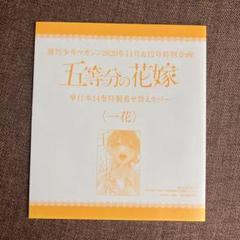 週刊少年マガジン2020年11号&12号特別企画
五等分の花嫁
単行本14巻特製着せ替えカバー
〈一花〉